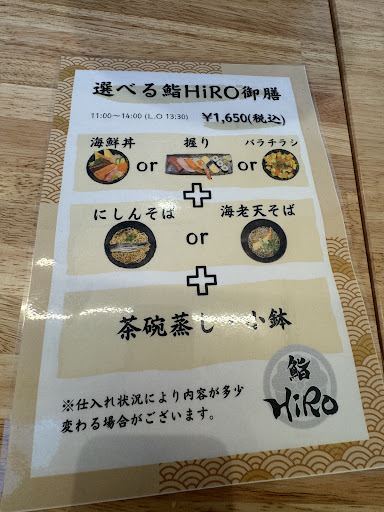 選べる鮨HiRO御膳
11:00～14:00 (L.O 13:30) ¥1,650(税込)
海鮮丼 or 握り or バラチラシ
+
にしんそば or 海老天そば
+
茶碗蒸し・小鉢
※仕入れ状況により内容が多少
変わる場合がございます。
鮨
HiRO